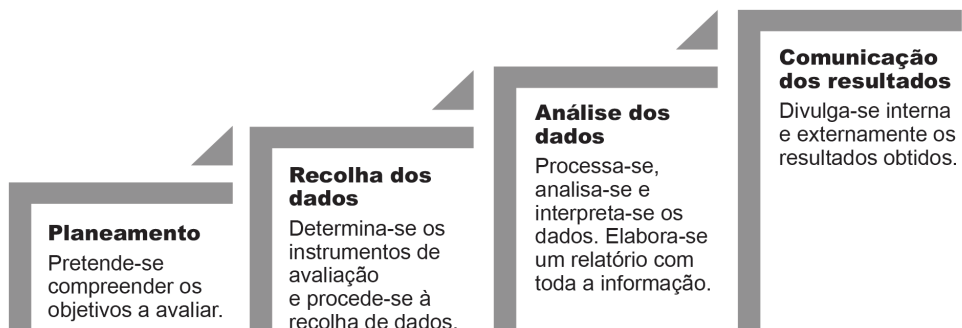 Planeamento
Pretende-se
compreender os
objetivos a avaliar.
Recolha dos
dados
Determina-se os
instrumentos de
avaliação
e procede-se à
recolha de dados.
Análise dos
dados
Processa-se,
analisa-se e
interpreta-se os
dados. Elabora-se
um relatório com
toda a informação.
Comunicação
dos resultados
Divulga-se interna
e externamente os
resultados obtidos.